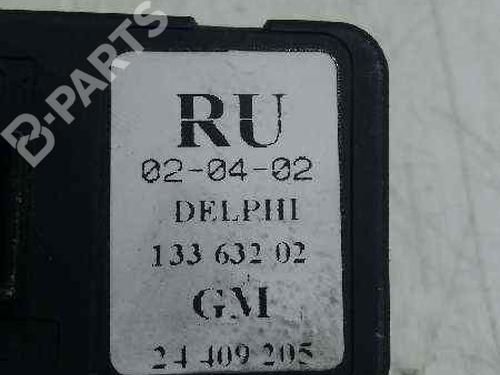 B-PARTS
RU
02-04-02
DELPHI
133 632 02
GM
24 409 205